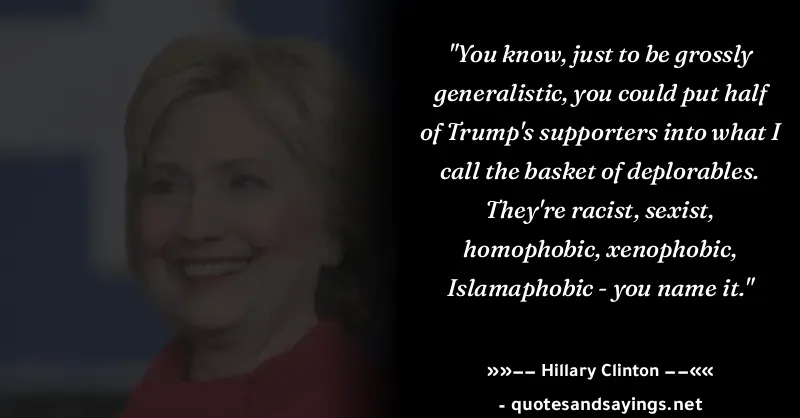 "You know, just to be grossly
generalistic, you could put half
of Trump's supporters into what I
call the basket of deplorables.
They're racist, sexist,
homophobic, xenophobic,
Islamaphobic - you name it."
»»–– Hillary Clinton ––««
- quotesandsayings.net